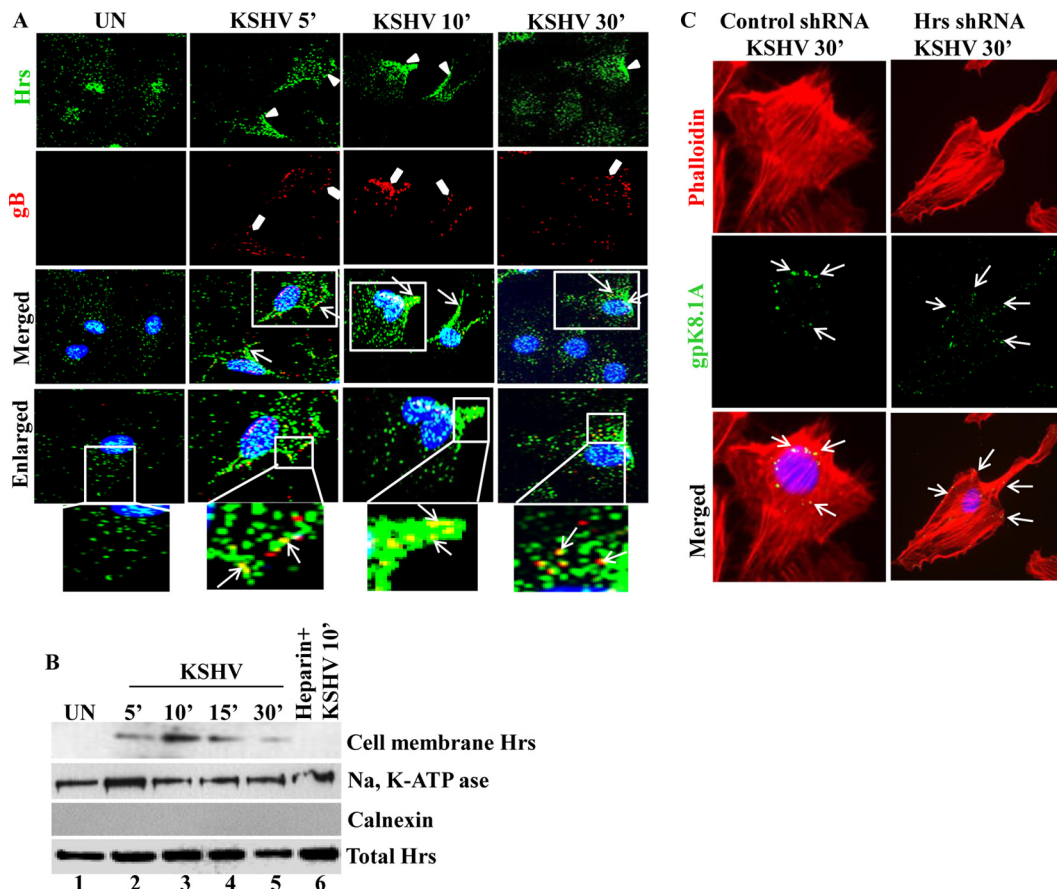 A
UN
KSHV 5'
KSHV 10'
KSHV 30'
Hrs
gB
Merged
Enlarged
B
KSHV
UN
5'
10'
15'
30'
Heparin+
KSHV 10'
Cell membrane Hrs
Na, K-ATP ase
Calnexin
Total Hrs
1 2 3 4 5 6
C
Control shRNA
KSHV 30'
Hrs shRNA
KSHV 30'
Phalloidin
gpK8.1A
Merged